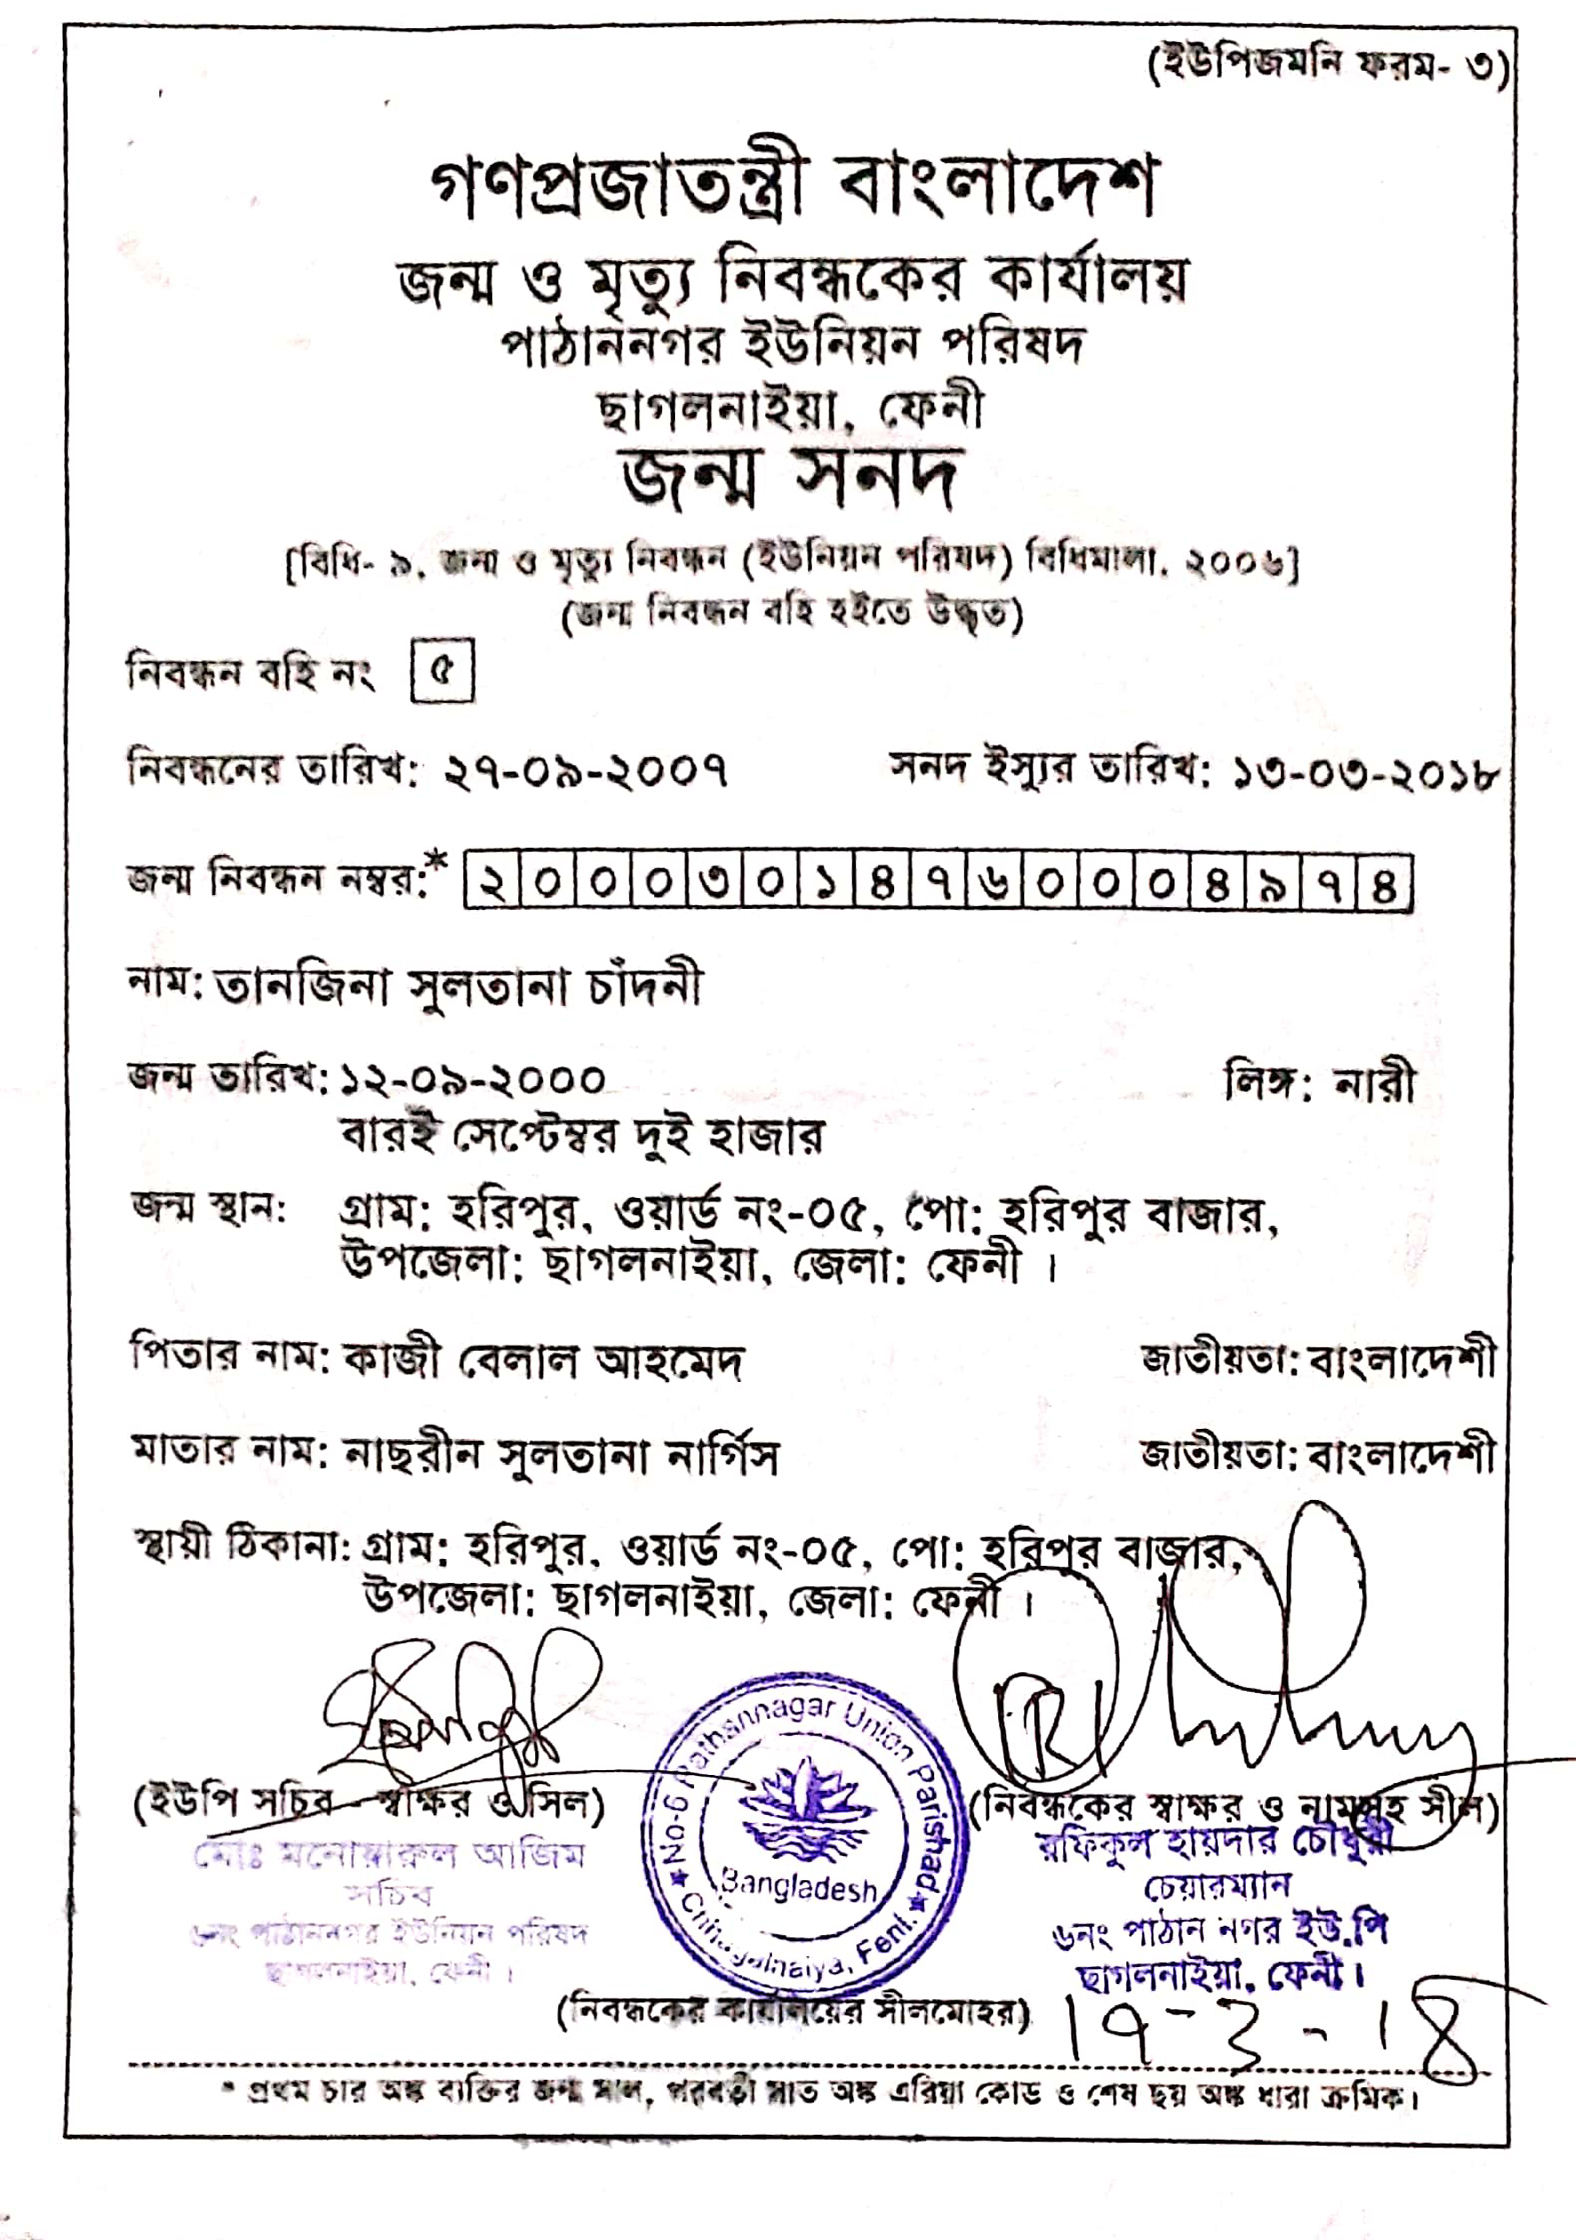 (ইউপিজমনি ফরম- ৩)
গণপ্রজাতন্ত্রী বাংলাদেশ
জন্ম ও মৃত্যু নিবন্ধকের কার্যালয়
পাঠাননগর ইউনিয়ন পরিষদ
ছাগলনাইয়া, ফেনী
জন্ম সনদ
[বিধি- ৯, জন্ম ও মৃত্যু নিবন্ধন (ইউনিয়ন পরিষদ) বিধিমালা, ২০০৬]
(জন্ম নিবন্ধন বহি হইতে উদ্ধৃত)
নিবন্ধন বহি নং ৫
নিবন্ধনের তারিখ: ২৭-০৯-২০০৭ সনদ ইস্যুর তারিখ: ১৩-০৩-২০১৮
জন্ম নিবন্ধন নম্বর:* ২০০০৩০১৪৭৬০০০৪৯৭৪
নাম: তানজিনা সুলতানা চাঁদনী
জন্ম তারিখ: ১২-০৯-২০০০ লিঙ্গ: নারী
বারই সেপ্টেম্বর দুই হাজার
জন্ম স্থান: গ্রাম: হরিপুর, ওয়ার্ড নং-০৫, পো: হরিপুর বাজার,
উপজেলা: ছাগলনাইয়া, জেলা: ফেনী ।
পিতার নাম: কাজী বেলাল আহমেদ জাতীয়তা: বাংলাদেশী
মাতার নাম: নাছরীন সুলতানা নার্গিস জাতীয়তা: বাংলাদেশী
স্থায়ী ঠিকানা: গ্রাম: হরিপুর, ওয়ার্ড নং-০৫, পো: হরিপুর বাজার,
উপজেলা: ছাগলনাইয়া, জেলা: ফেনী ।
(ইউপি সচিব - স্বাক্ষর ও সিল)
মোঃ মনোয়ারুল আজিম
সচিব
৬নং পাঠাননগর ইউনিয়ন পরিষদ
ছাগলনাইয়া, ফেনী ।
No-6 Pathannagar Union Parishad
Bangladesh
Chhagalnaiya, Feni.
(নিবন্ধকের স্বাক্ষর ও নামসহ সীল)
রফিকুল হায়দার চৌধুরী
চেয়ারম্যান
৬নং পাঠান নগর ইউ.পি
ছাগলনাইয়া, ফেনী।
(নিবন্ধকের কার্যালয়ের সীলমোহর)
* প্রথম চার অঙ্ক ব্যক্তির জন্ম সাল, পরবর্তী সাত অঙ্ক এরিয়া কোড ও শেষ ছয় অঙ্ক ধারা ক্রমিক।